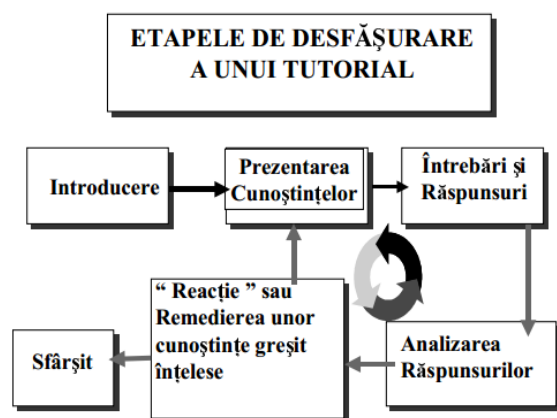 ETAPELE DE DESFĂŞURARE
A UNUI TUTORIAL
Introducere
Prezentarea
Cunoştinţelor
Întrebări şi
Răspunsuri
“ Reacţie ” sau
Remedierea unor
cunoştinţe greşit
înţelese
Analizarea
Răspunsurilor
Sfârşit